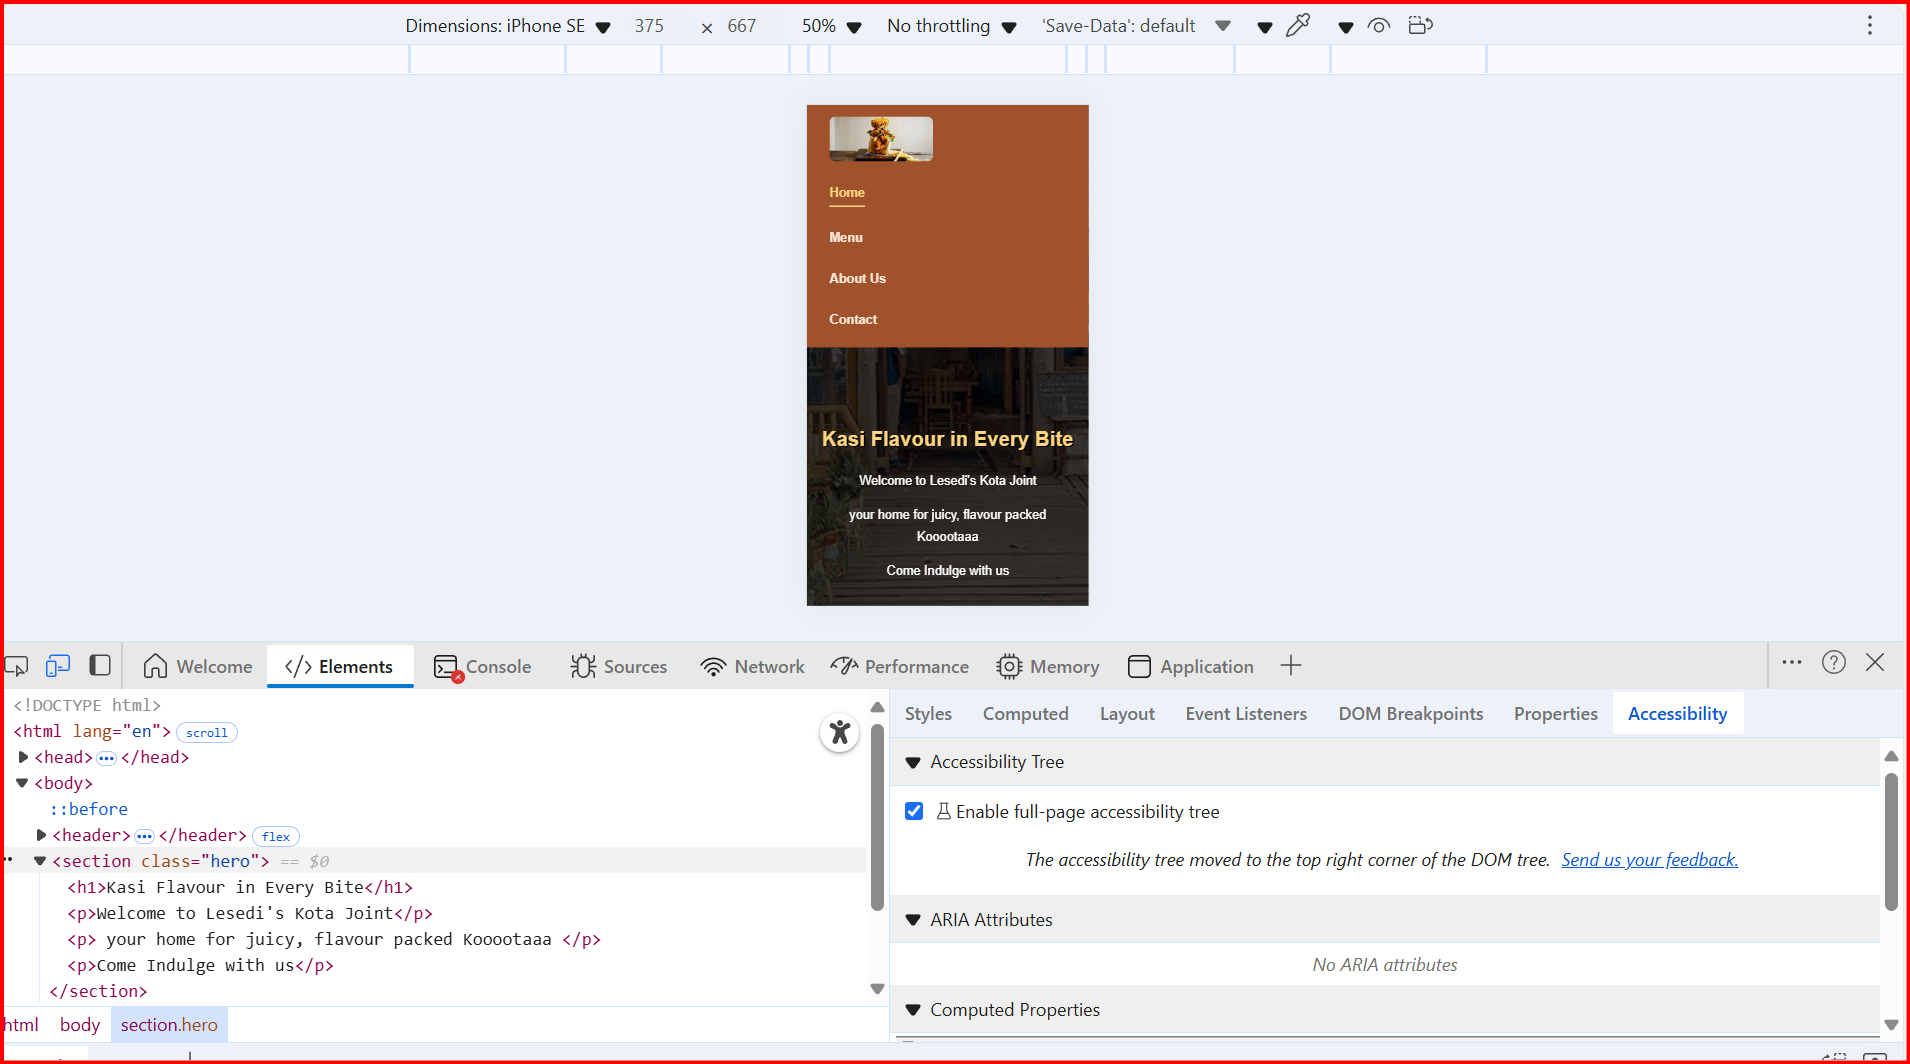 Dimensions: iPhone SE 375 × 667 50% No throttling 'Save-Data': default
Home
Menu
About Us
Contact
Kasi Flavour in Every Bite
Welcome to Lesedi's Kota Joint
your home for juicy, flavour packed
Kooootaaa
Come Indulge with us
Welcome </> Elements Console Sources Network Performance Memory Application
<!DOCTYPE html>
<html lang="en"> scroll
<head> ••• </head>
<body>
::before
<header> ••• </header> flex
<section class="hero"> == $0
<h1>Kasi Flavour in Every Bite</h1>
<p>Welcome to Lesedi's Kota Joint</p>
<p> your home for juicy, flavour packed Kooootaaa </p>
<p>Come Indulge with us</p>
</section>
html body section.hero
Styles Computed Layout Event Listeners DOM Breakpoints Properties Accessibility
Accessibility Tree
Enable full-page accessibility tree
The accessibility tree moved to the top right corner of the DOM tree. Send us your feedback.
ARIA Attributes
No ARIA attributes
Computed Properties